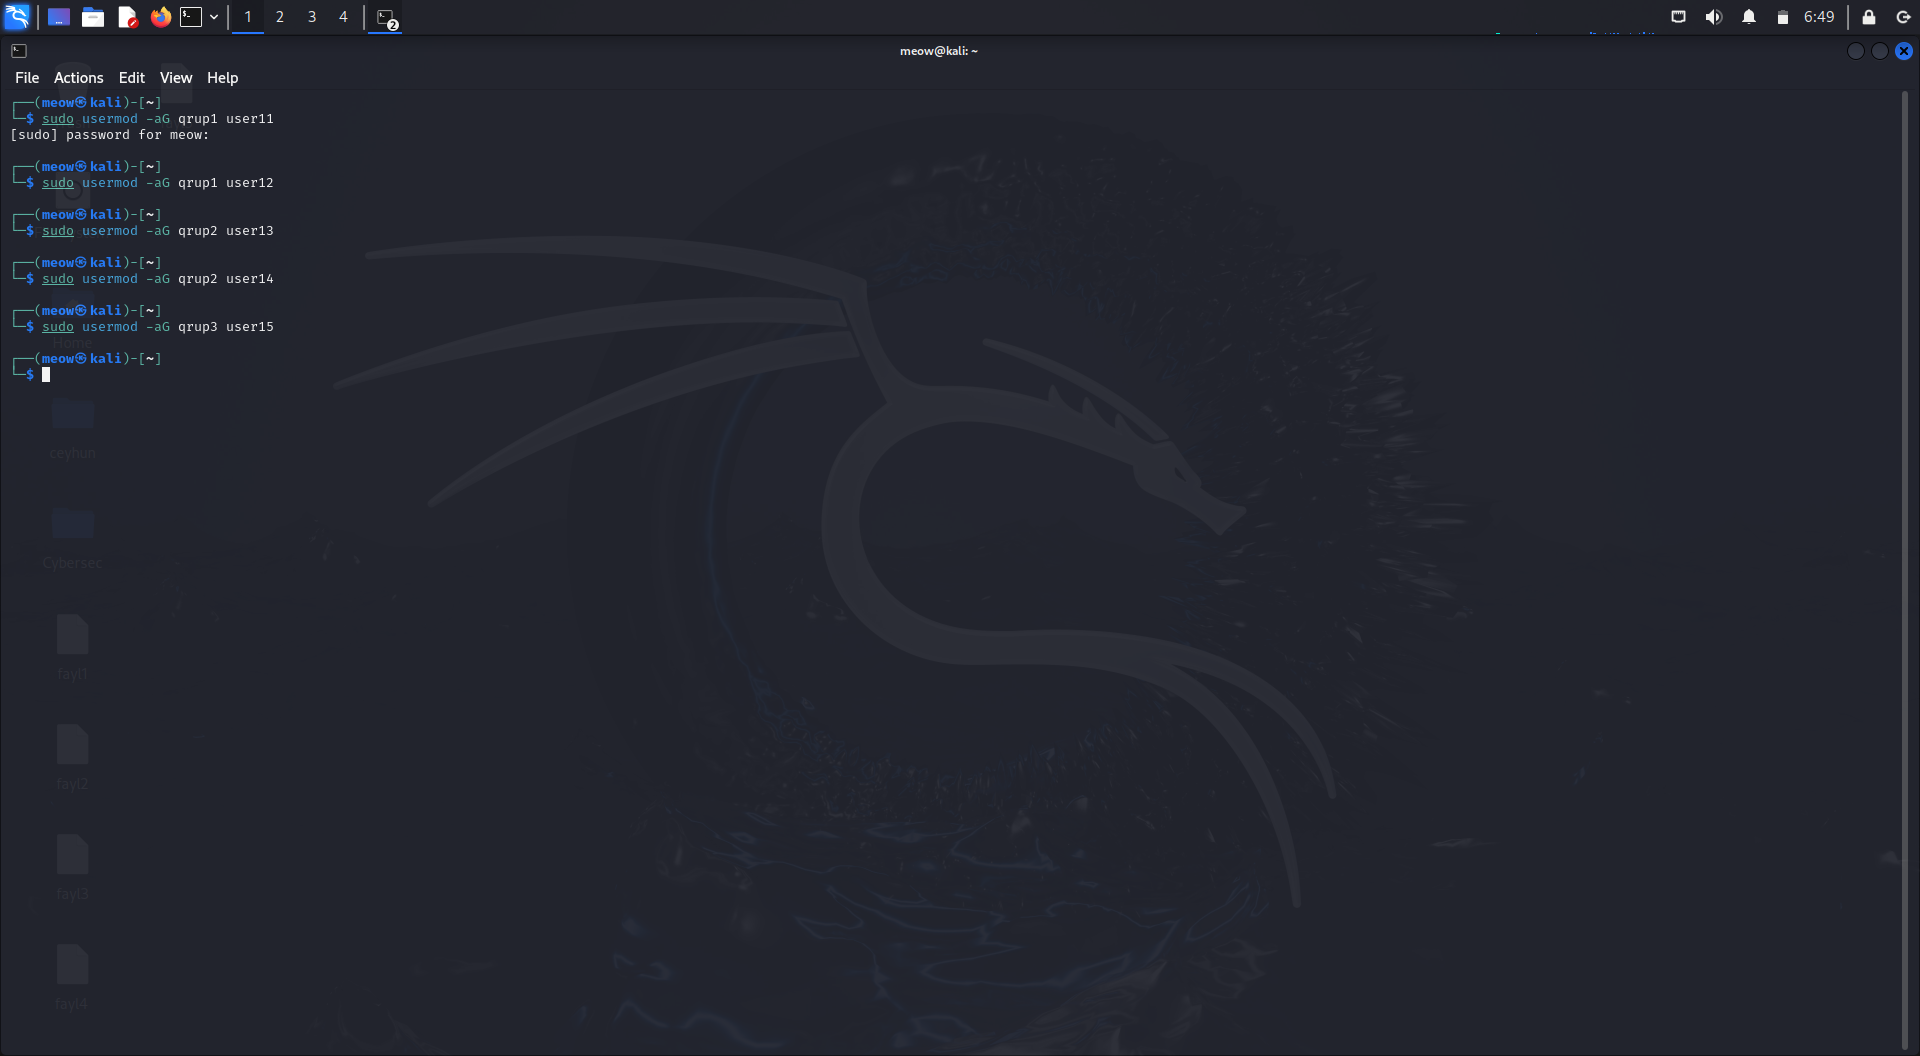 1 2 3 4 2 6:49
meow@kali: ~
File Actions Edit View Help
┌──(meow㉿kali)-[~]
└─$ sudo usermod -aG qrup1 user11
[sudo] password for meow:
┌──(meow㉿kali)-[~]
└─$ sudo usermod -aG qrup1 user12
┌──(meow㉿kali)-[~]
└─$ sudo usermod -aG qrup2 user13
┌──(meow㉿kali)-[~]
└─$ sudo usermod -aG qrup2 user14
┌──(meow㉿kali)-[~]
└─$ sudo usermod -aG qrup3 user15
Home
┌──(meow㉿kali)-[~]
└─$
ceyhun
Cybersec
fayl1
fayl2
fayl3
fayl4